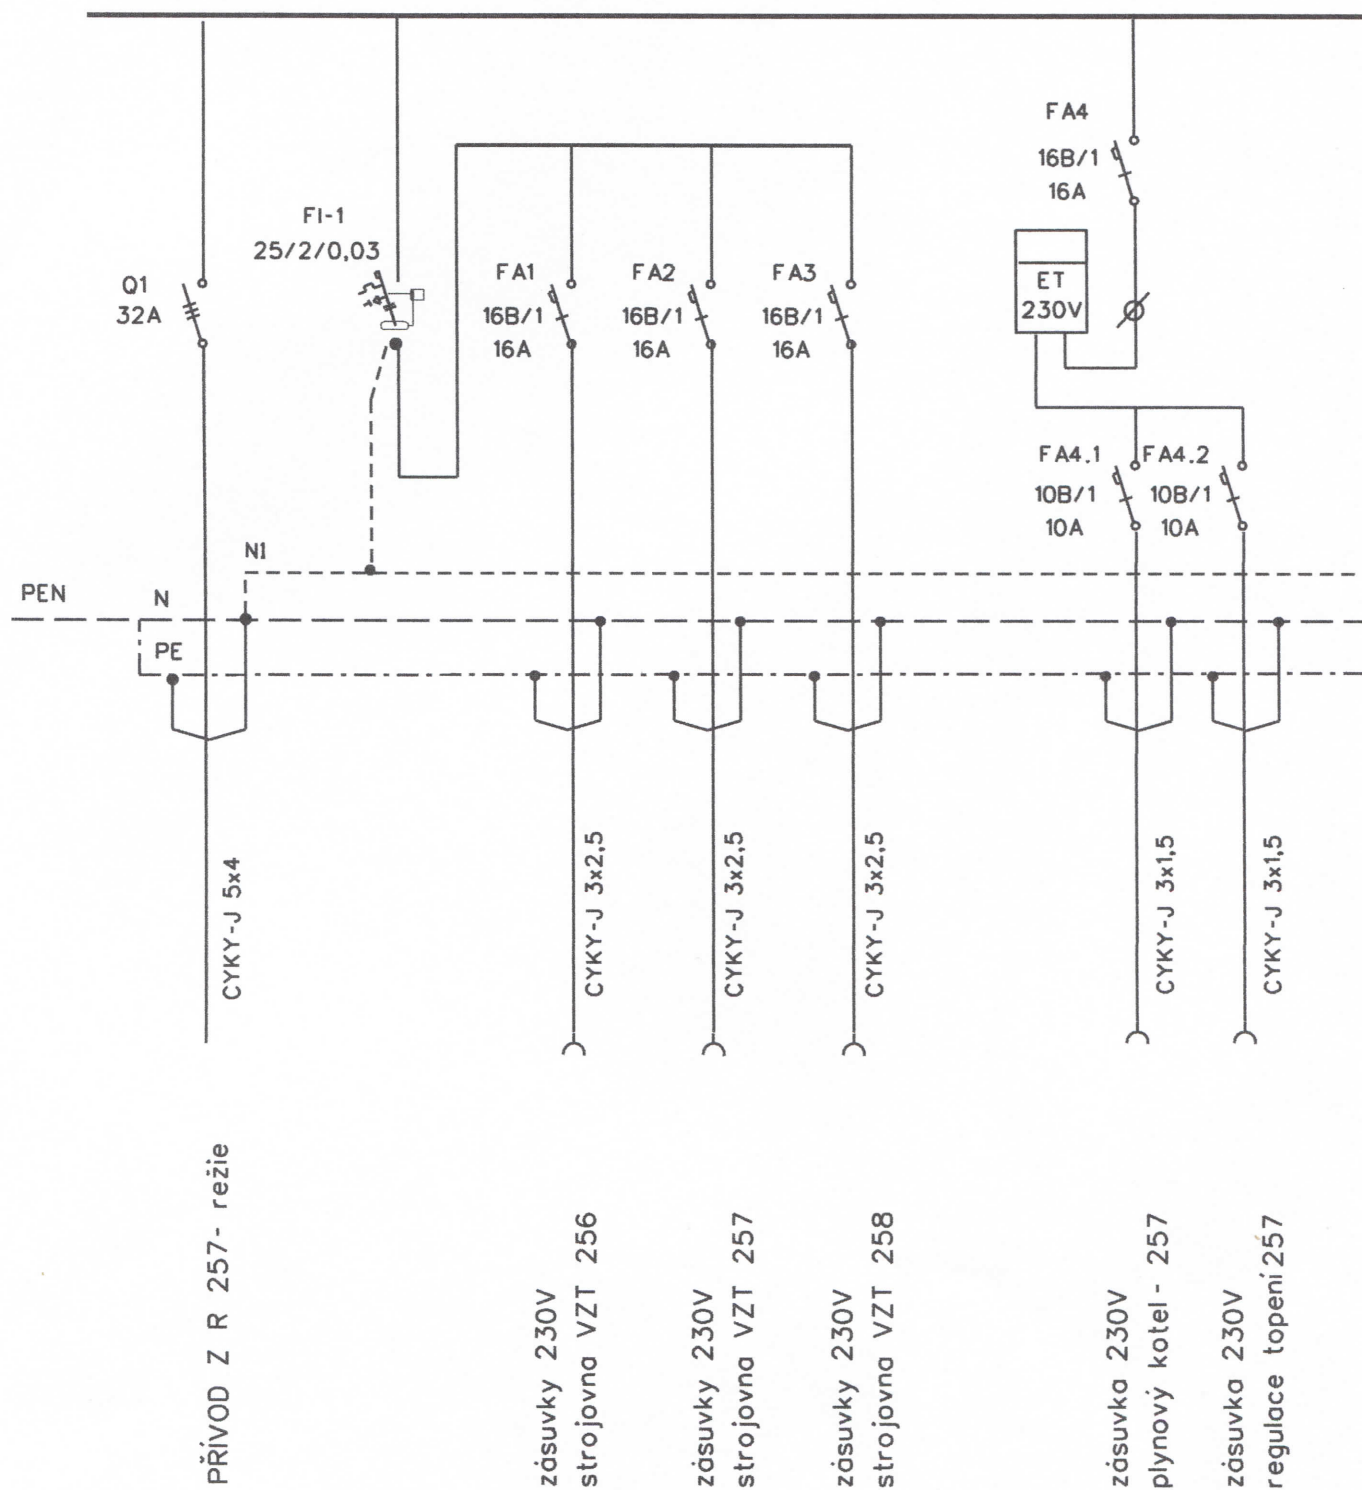 FA4
16B/1
16A
FI-1
25/2/0,03
Q1
32A
FA1
16B/1
16A
FA2
16B/1
16A
FA3
16B/1
16A
ET
230V
FA4.1
10B/1
10A
FA4.2
10B/1
10A
N1
PEN
N
PE
CYKY-J 5x4
CYKY-J 3x2,5
CYKY-J 3x2,5
CYKY-J 3x2,5
CYKY-J 3x1,5
CYKY-J 3x1,5
PŘÍVOD Z R 257- režie
zásuvky 230V
strojovna VZT 256
zásuvky 230V
strojovna VZT 257
zásuvky 230V
strojovna VZT 258
zásuvka 230V
plynový kotel - 257
zásuvka 230V
regulace topení 257